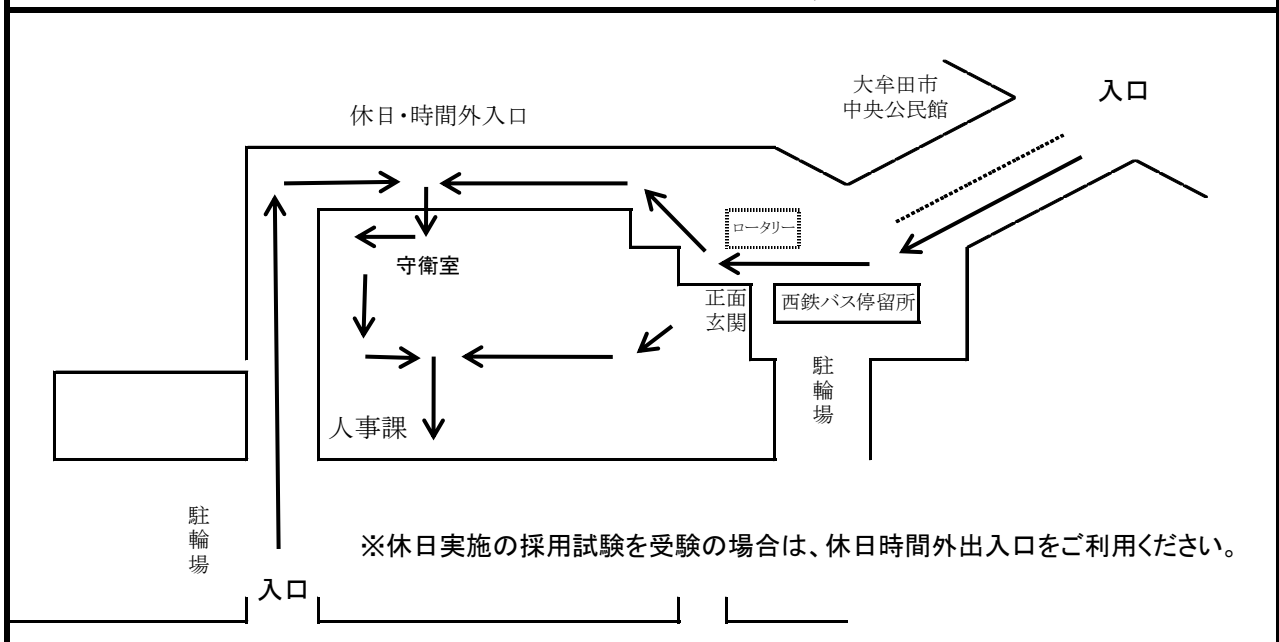 大牟田市
中央公民館
入口
休日・時間外入口
ロータリー
守衛室
正面
玄関
西鉄バス停留所
駐輪場
人事課
駐輪場
※休日実施の採用試験を受験の場合は、休日時間外出入口をご利用ください。
入口